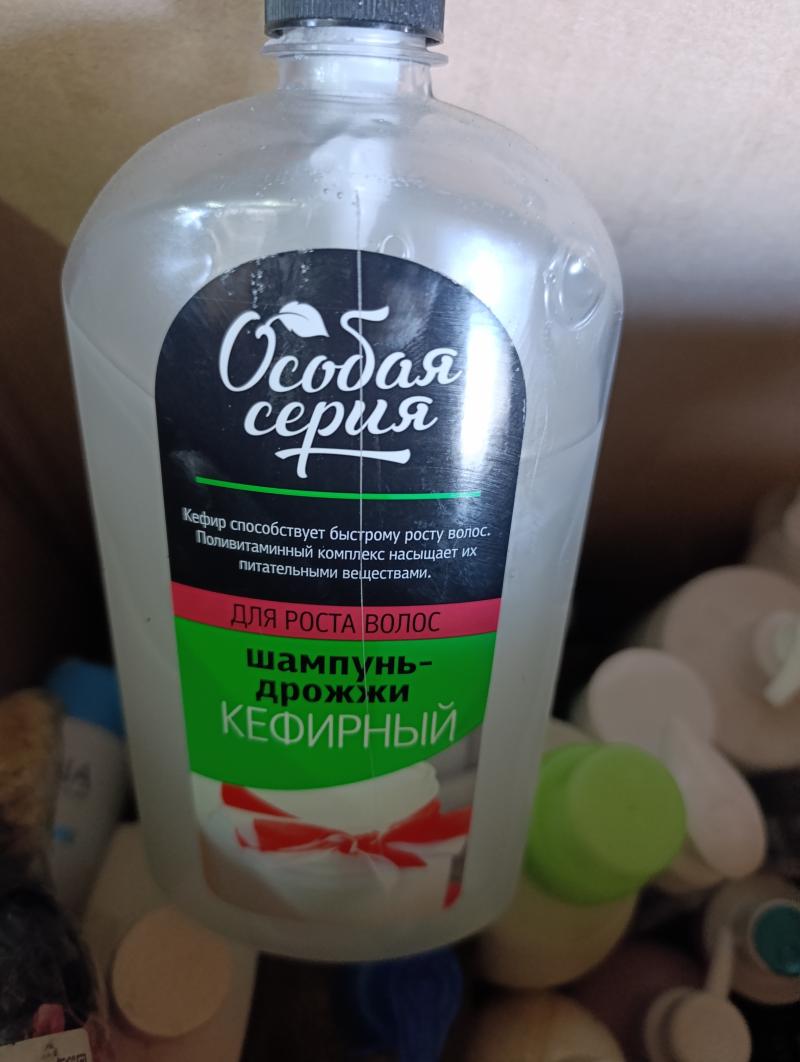 Особая
серия
Кефир способствует быстрому росту волос.
Поливитаминный комплекс насыщает их
питательными веществами.
ДЛЯ РОСТА ВОЛОС
шампунь-
дрожжи
КЕФИРНЫЙ